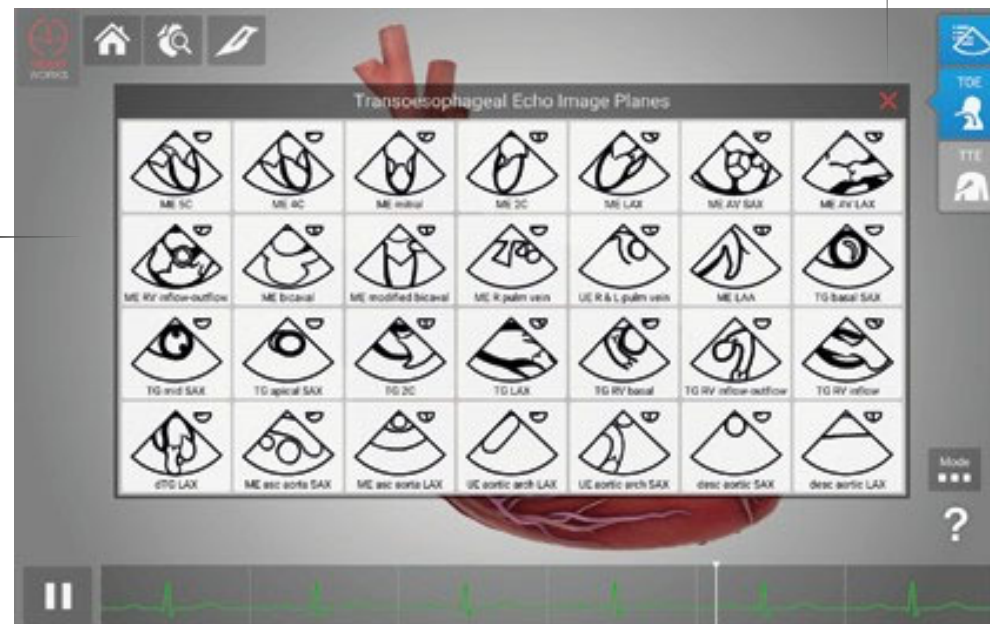 HEART
WORKS
Transoesophageal Echo Image Planes
TOE
TTE
ME 5C
ME 4C
ME mitral
ME 2C
ME LAX
ME AV SAX
ME AV LAX
ME RV inflow-outflow
ME bicaval
ME modified bicaval
ME R pulm vein
UE R & L pulm vein
ME LAA
TG basal SAX
TG mid SAX
TG apical SAX
TG 2C
TG LAX
TG RV basal
TG RV inflow-outflow
TG RV inflow
dTG LAX
ME asc aorta SAX
ME asc aorta LAX
UE aortic arch LAX
UE aortic arch SAX
desc aortic SAX
desc aortic LAX
Mode
?